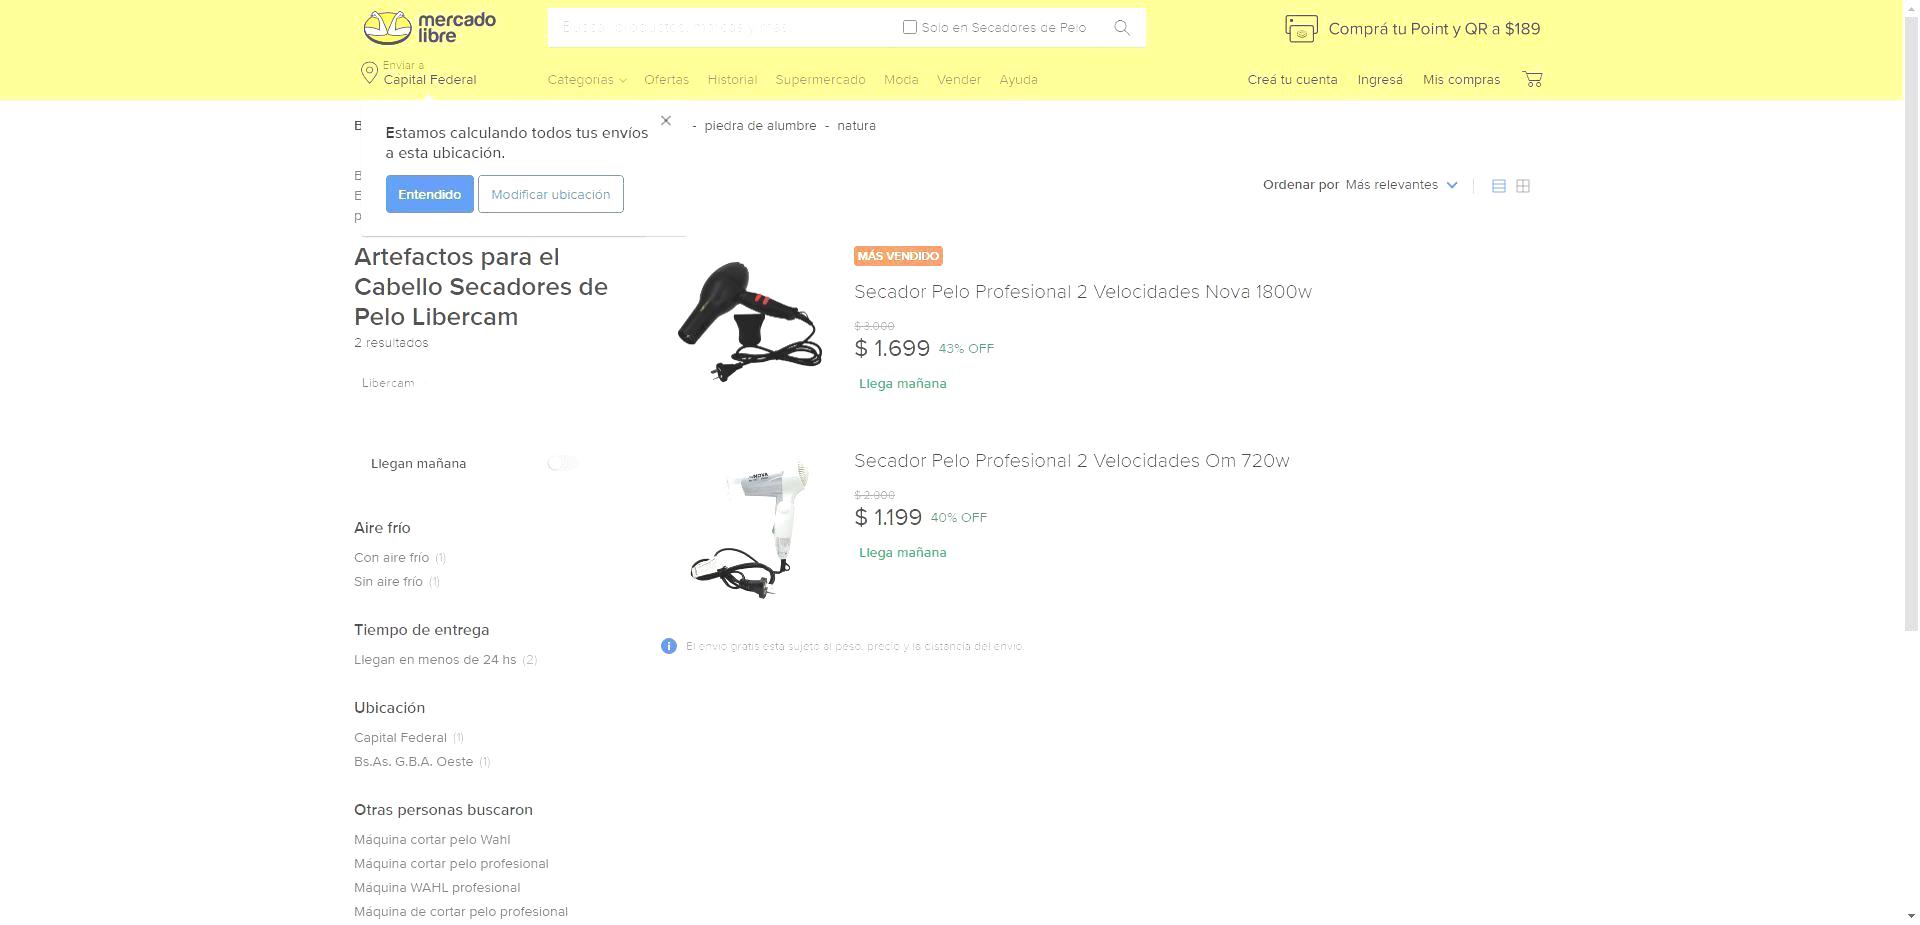 mercado
libre
Buscar productos, marcas y más...
Solo en Secadores de Pelo
Comprá tu Point y QR a $189
Enviar a
Capital Federal
Categorías
Ofertas
Historial
Supermercado
Moda
Vender
Ayuda
Creá tu cuenta
Ingresá
Mis compras
B
- piedra de alumbre - natura
Estamos calculando todos tus envíos
a esta ubicación.
Entendido
Modificar ubicación
B
E
p
Ordenar por Más relevantes
Artefactos para el
Cabello Secadores de
Pelo Libercam
2 resultados
Libercam
Llegan mañana
Aire frío
Con aire frío (1)
Sin aire frío (1)
Tiempo de entrega
Llegan en menos de 24 hs (2)
Ubicación
Capital Federal (1)
Bs.As. G.B.A. Oeste (1)
Otras personas buscaron
Máquina cortar pelo Wahl
Máquina cortar pelo profesional
Máquina WAHL profesional
Máquina de cortar pelo profesional
MÁS VENDIDO
Secador Pelo Profesional 2 Velocidades Nova 1800w
$ 3.000
$ 1.699 43% OFF
Llega mañana
NOVA
Secador Pelo Profesional 2 Velocidades Om 720w
$ 2.000
$ 1.199 40% OFF
Llega mañana
El envío gratis está sujeto al peso, precio y la distancia del envío.